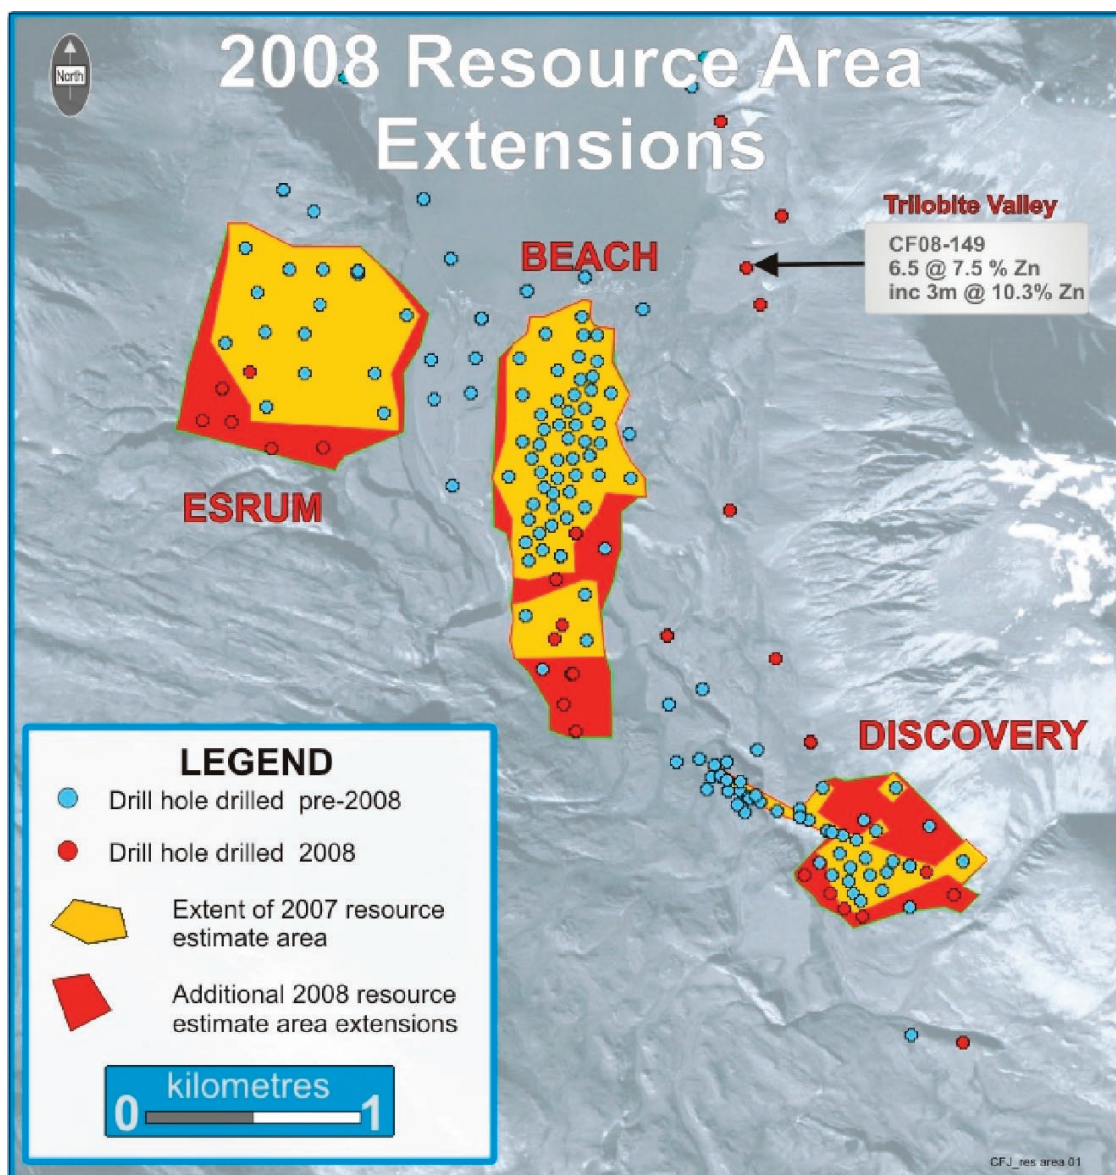 North
2008 Resource Area
Extensions
Trilobite Valley
CF08-149
6.5 @ 7.5 % Zn
inc 3m @ 10.3% Zn
BEACH
ESRUM
DISCOVERY
LEGEND
Drill hole drilled pre-2008
Drill hole drilled 2008
Extent of 2007 resource
estimate area
Additional 2008 resource
estimate area extensions
kilometres
0 1
CFJ_res area 01